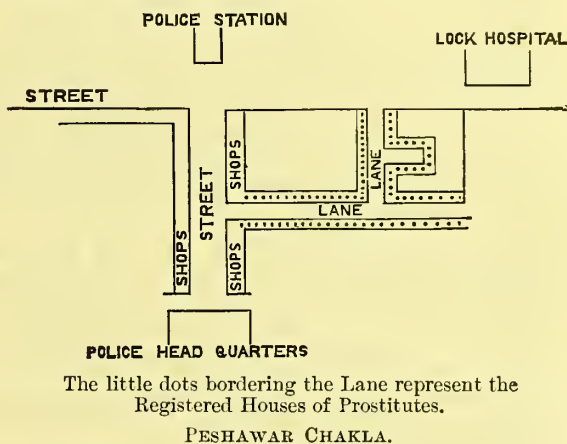 POLICE STATION
LOCK HOSPITAL
STREET
SHOPS
STREET
SHOPS
LANE
LANE
SHOPS
POLICE HEAD QUARTERS
The little dots bordering the Lane represent the
Registered Houses of Prostitutes.
PESHAWAR CHAKLA.